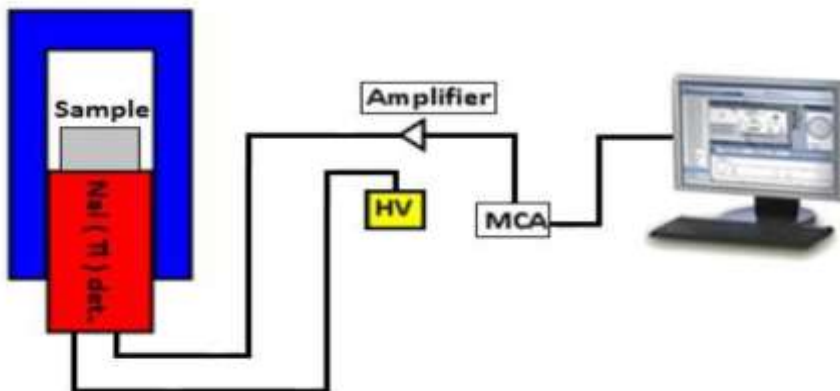 Sample
NaI ( Tl ) det.
Amplifier
HV
MCA